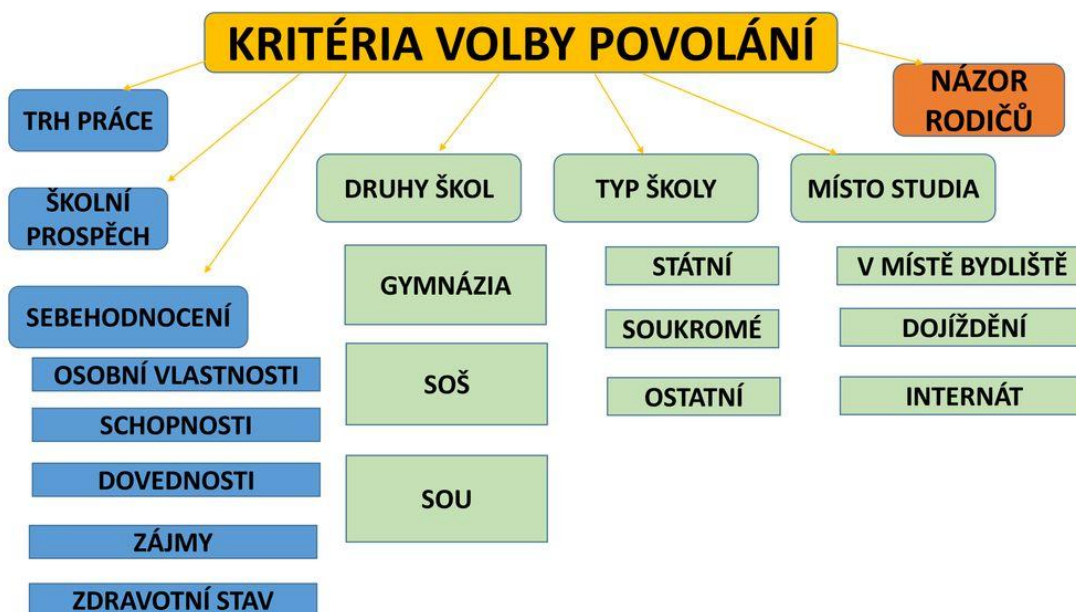 KRITÉRIA VOLBY POVOLÁNÍ
NÁZOR
RODIČŮ
TRH PRÁCE
ŠKOLNÍ
PROSPĚCH
SEBEHODNOCENÍ
OSOBNÍ VLASTNOSTI
SCHOPNOSTI
DOVEDNOSTI
ZÁJMY
ZDRAVOTNÍ STAV
DRUHY ŠKOL
GYMNÁZIA
SOŠ
SOU
TYP ŠKOLY
STÁTNÍ
SOUKROMÉ
OSTATNÍ
MÍSTO STUDIA
V MÍSTĚ BYDLIŠTĚ
DOJÍŽDĚNÍ
INTERNÁT